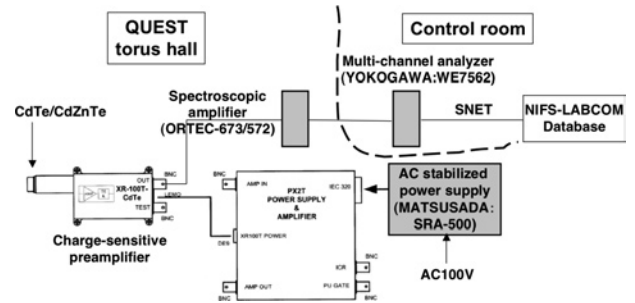 QUEST
torus hall
Control room
Multi-channel analyzer
(YOKOGAWA:WE7562)
Spectroscopic
amplifier
(ORTEC-673/572)
SNET
NIFS-LABCOM
Database
CdTe/CdZnTe
OUT
BNC
XR-100T-
CdTe
LEMO
TEST
BNC
Charge-sensitive
preamplifier
BNC
AMP IN
IEC 320
PX2T
POWER SUPPLY
&
AMPLIFIER
XR100T POWER
DE9
ICR
BNC
AMP OUT
PU GATE
BNC
BNC
AC stabilized
power supply
(MATSUSADA:
SRA-500)
AC100V